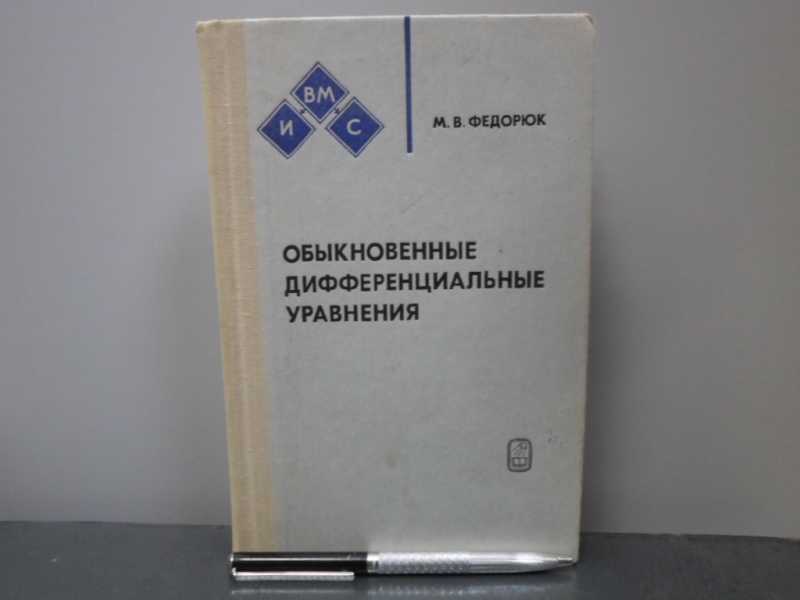 ВМ
И С
М. В. ФЕДОРЮК
ОБЫКНОВЕННЫЕ
ДИФФЕРЕНЦИАЛЬНЫЕ
УРАВНЕНИЯ